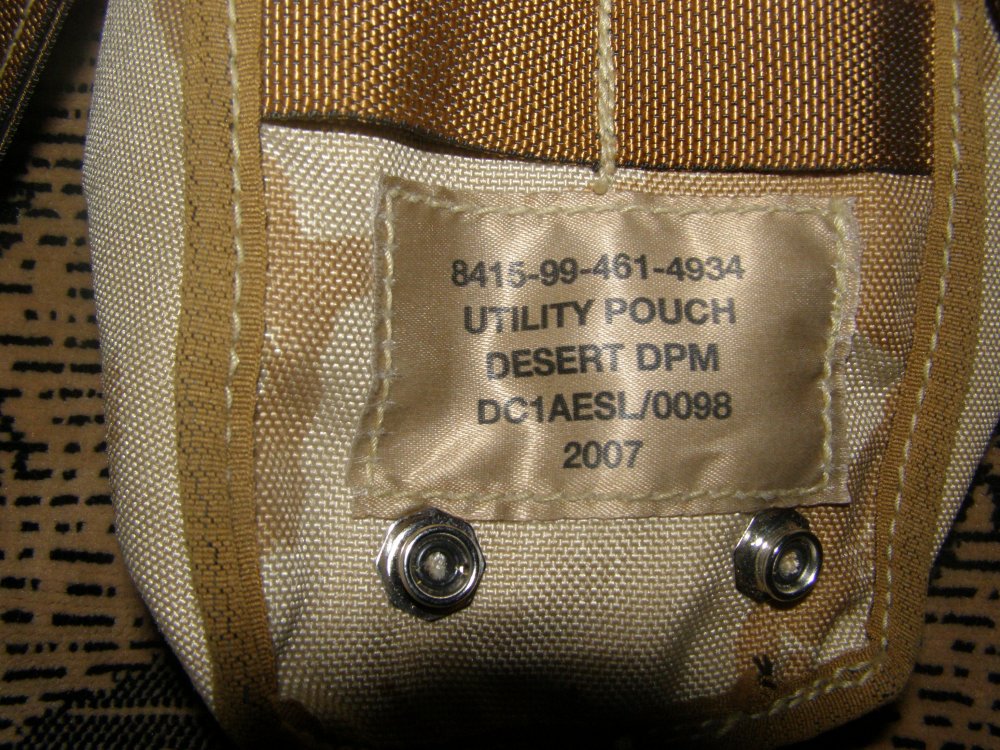 8415-99-461-4934
UTILITY POUCH
DESERT DPM
DC1AESL/0098
2007